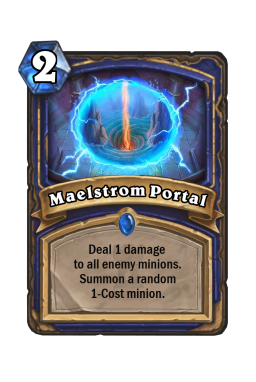 2
Maelstrom Portal
Deal 1 damage
to all enemy minions.
Summon a random
1-Cost minion.